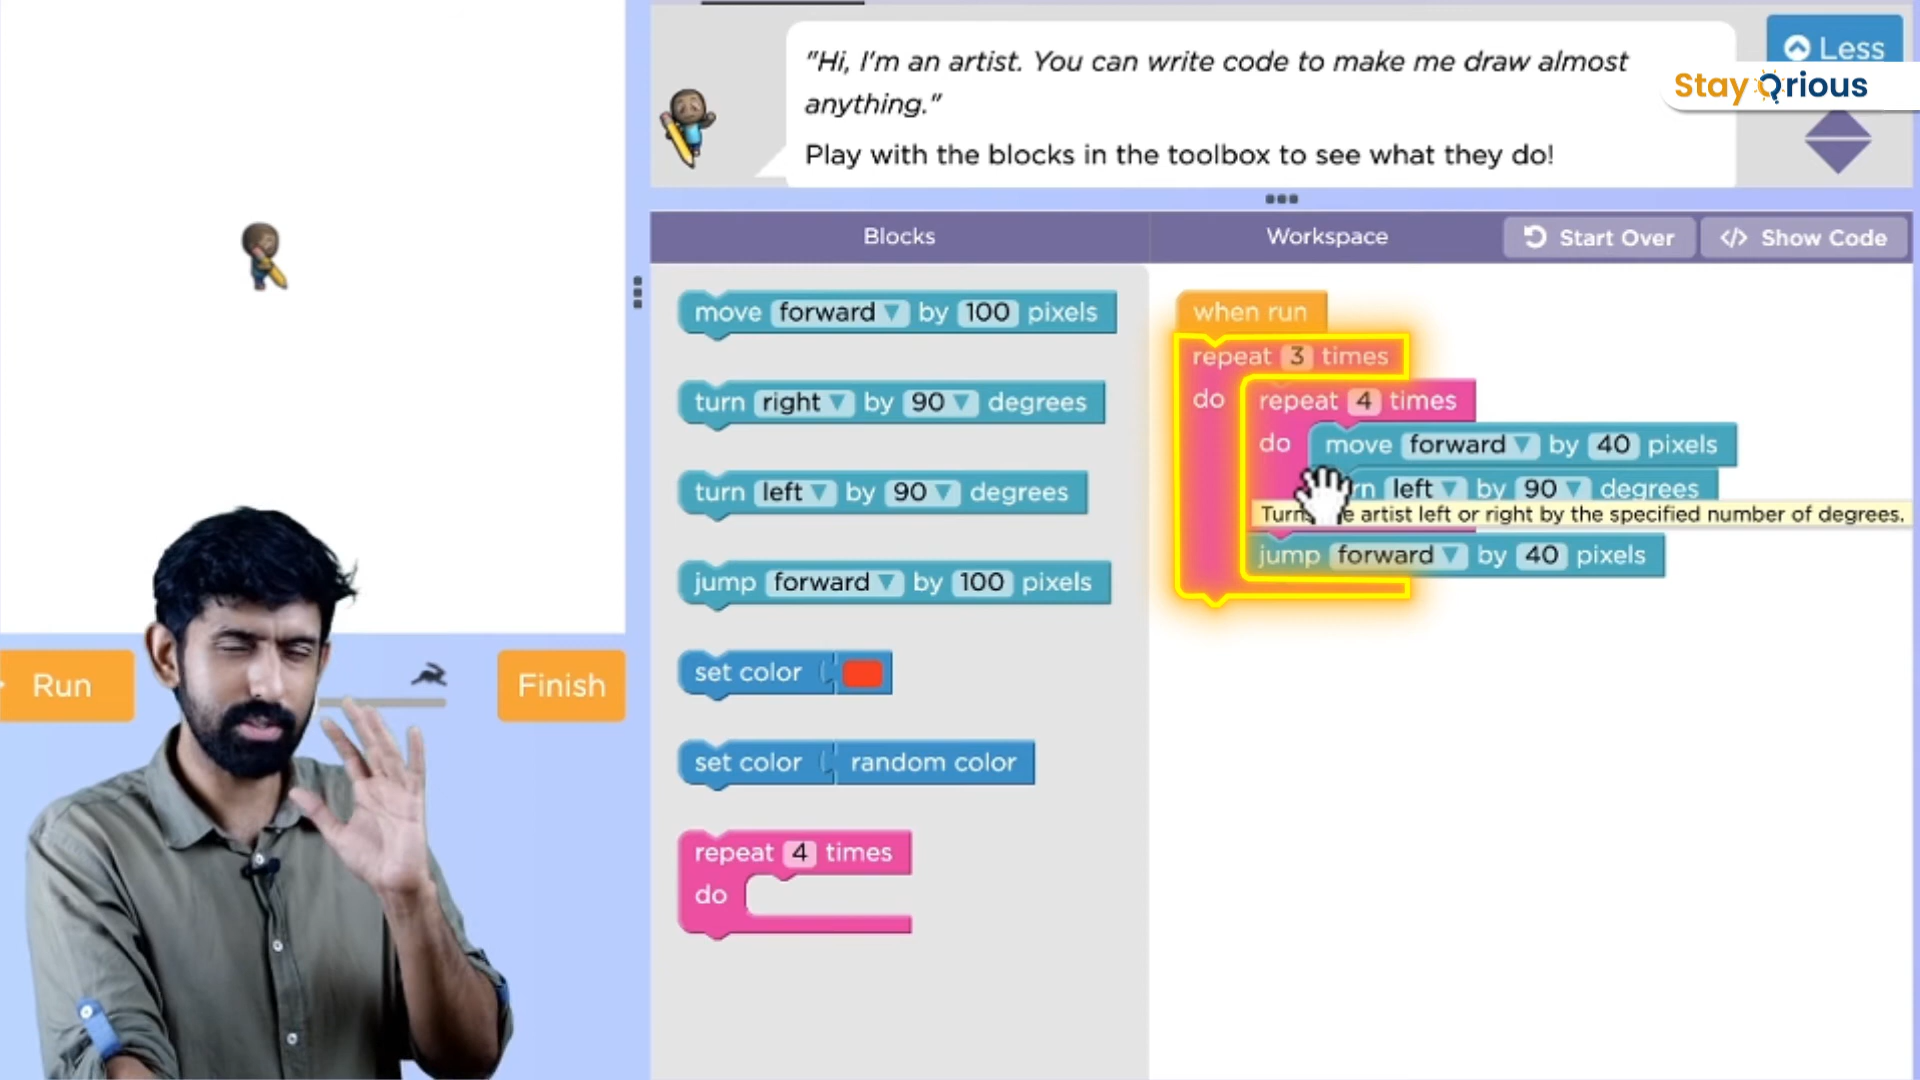 "Hi, I'm an artist. You can write code to make me draw almost
anything."
Play with the blocks in the toolbox to see what they do!
Less
Stay Qrious
Blocks
Workspace
Start Over
</> Show Code
move forward by 100 pixels
turn right by 90 degrees
turn left by 90 degrees
jump forward by 100 pixels
set color
set color random color
repeat 4 times
do
when run
repeat 3 times
do
repeat 4 times
do
move forward by 40 pixels
left by 90 degrees
artist left or right by the specified number of degrees.
jump forward by 40 pixels
Run
Finish